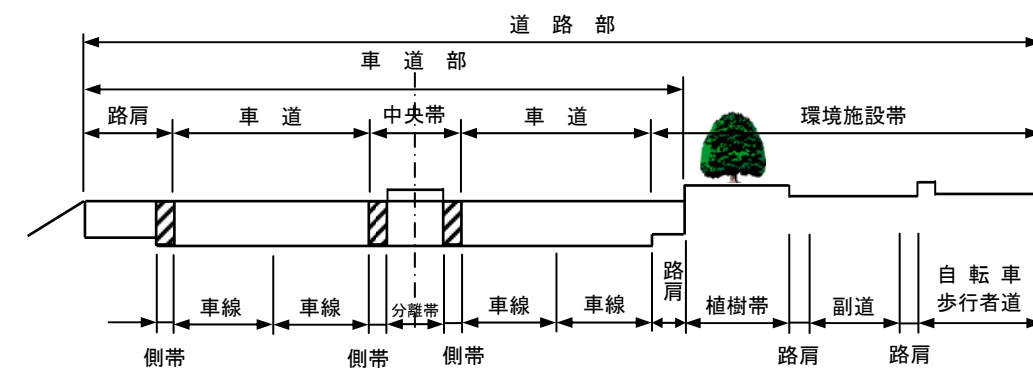 道 路 部
車 道 部
路肩 車 道 中央帯 車 道 環境施設帯
車線 車線 分離帯 車線 車線 路肩 植樹帯 副道 自 転 車
歩行者道
側帯 側帯 側帯 路肩 路肩